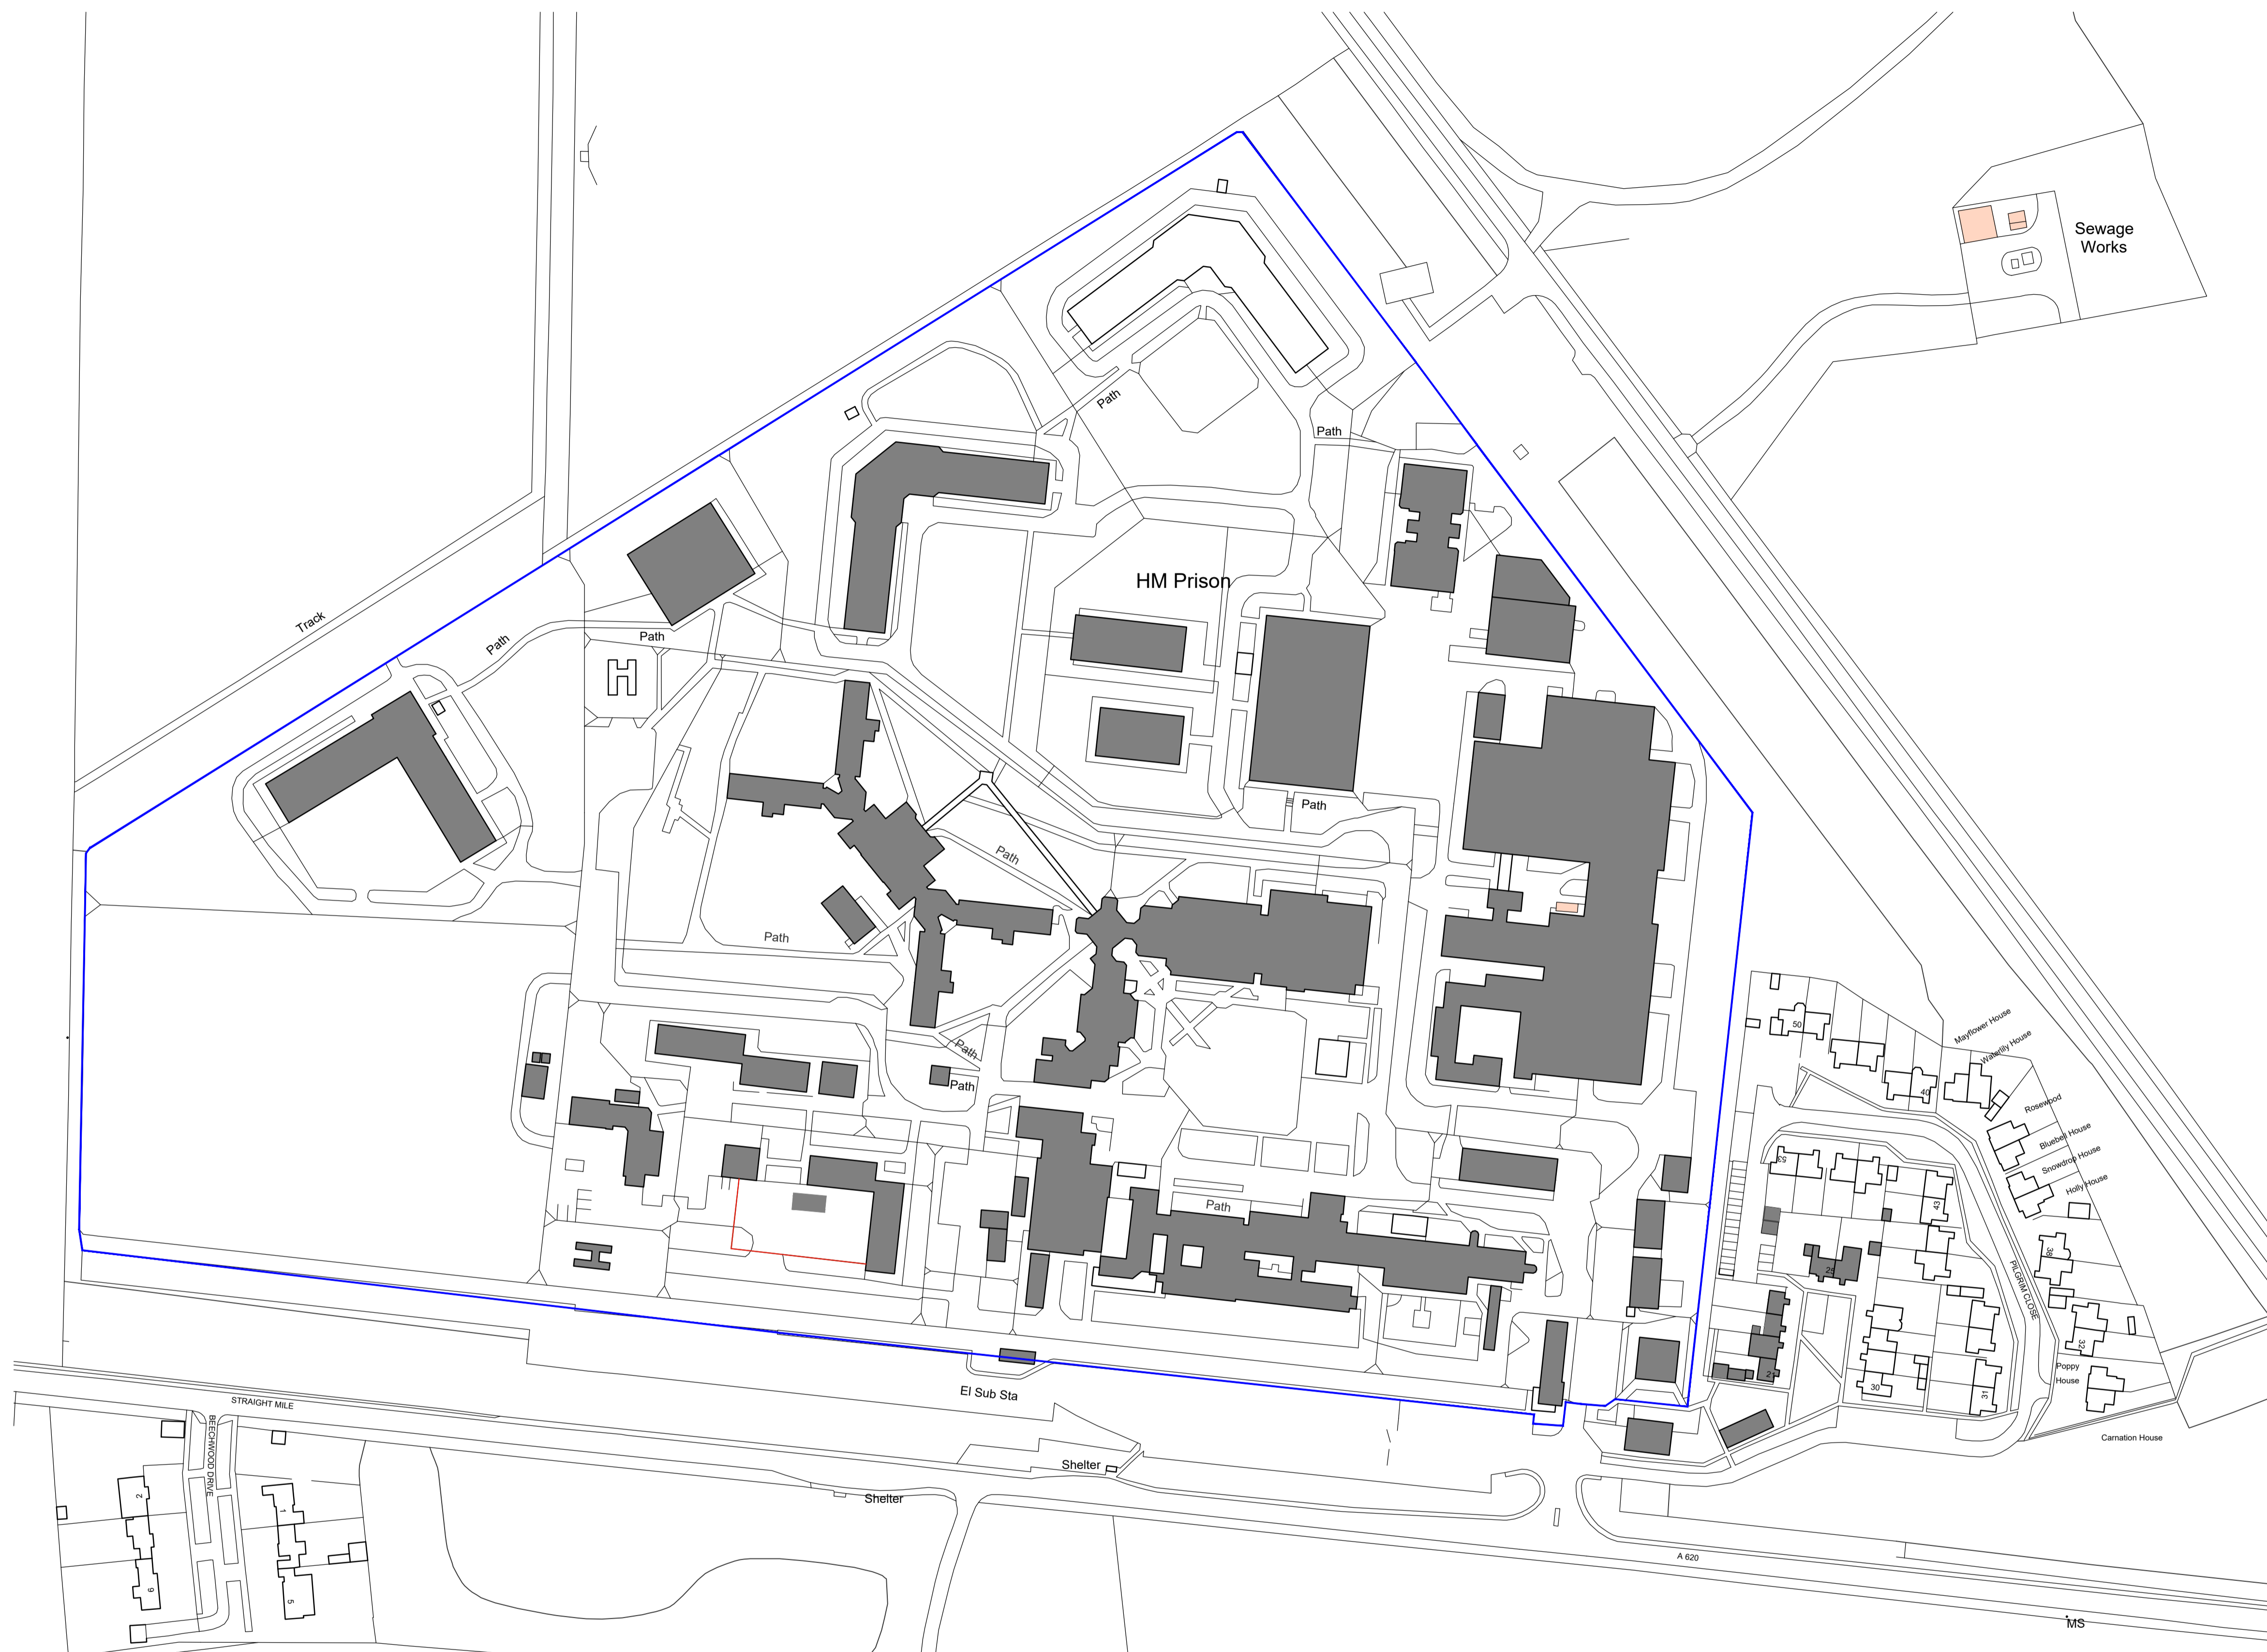 Sewage
Works
Path
Path
HM Prison
Track
Path
Path
Path
Path
Path
Path
Path
Path
50
Mayflower House
Waterlily House
40
Rosewood
Bluebell House
Snowdrop House
Holly House
53
43
38
25
PILGRIM CLOSE
32
Poppy
House
21
30
31
Carnation House
El Sub Sta
STRAIGHT MILE
BEECHWOOD DRIVE
Shelter
Shelter
2
1
9
5
A 620
MS